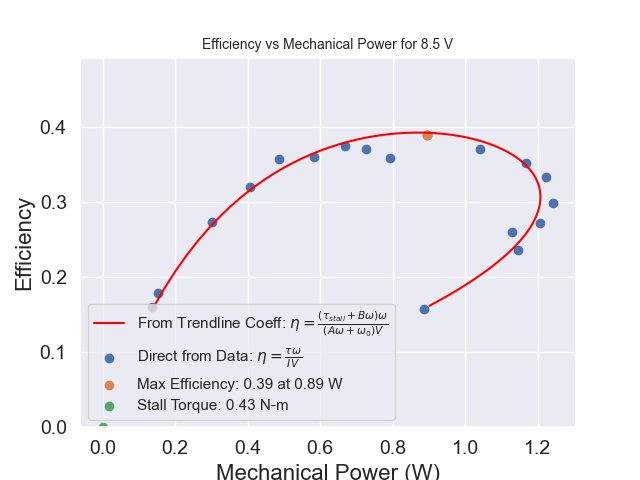 Efficiency vs Mechanical Power for 8.5 V
Efficiency
0.4
0.3
0.2
0.1
0.0
From Trendline Coeff: η = (τ_stall + Bω)ω / (Aω + ω₀)V
Direct from Data: η = τω / IV
Max Efficiency: 0.39 at 0.89 W
Stall Torque: 0.43 N-m
0.0 0.2 0.4 0.6 0.8 1.0 1.2
Mechanical Power (W)